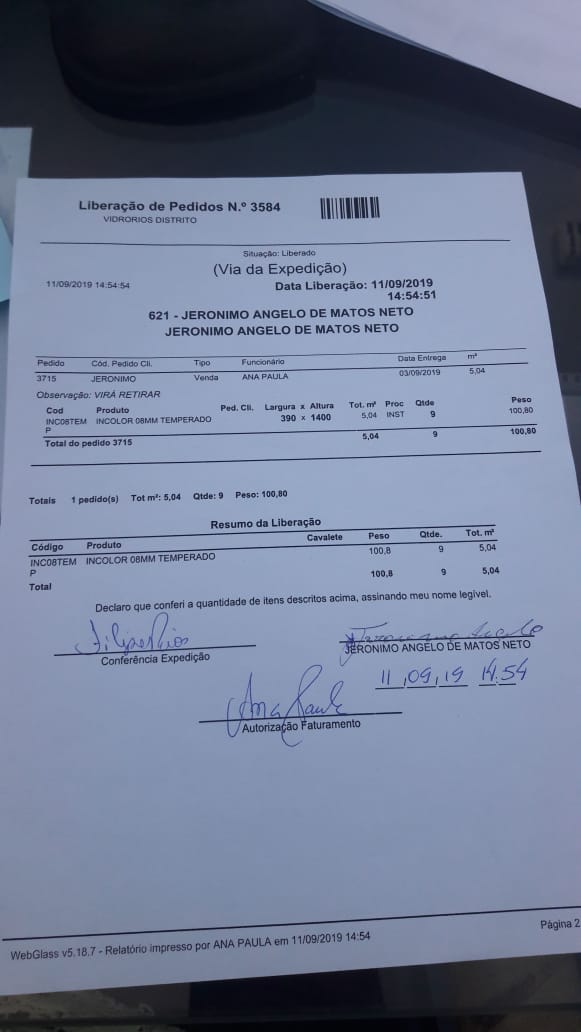 Liberação de Pedidos N.º 3584
VIDRORIOS DISTRITO
Situação: Liberado
(Via da Expedição)
11/09/2019 14:54:54
Data Liberação: 11/09/2019
14:54:51
621 - JERONIMO ANGELO DE MATOS NETO
JERONIMO ANGELO DE MATOS NETO
Pedido Cód. Pedido Cli. Tipo Funcionário Data Entrega m²
3715 JERONIMO Venda ANA PAULA 03/09/2019 5,04
Observação: VIRÁ RETIRAR
Cod Produto Ped. Cli. Largura x Altura Tot. m² Proc Qtde Peso
INC08TEM INCOLOR 08MM TEMPERADO 390 x 1400 5,04 INST 9 100,80
P
Total do pedido 3715 5,04 9 100,80
Totais 1 pedido(s) Tot m²: 5,04 Qtde: 9 Peso: 100,80
Resumo da Liberação
Código Produto Cavalete Peso Qtde. Tot. m²
INC08TEM INCOLOR 08MM TEMPERADO 100,8 9 5,04
P
Total 100,8 9 5,04
Declaro que conferi a quantidade de itens descritos acima, assinando meu nome legível.
Filipe Rios
Conferência Expedição
JERONIMO ANGELO DE MATOS NETO
11/09/19 14:54
Ana Paula
Autorização Faturamento
WebGlass v5.18.7 - Relatório impresso por ANA PAULA em 11/09/2019 14:54
Página 2